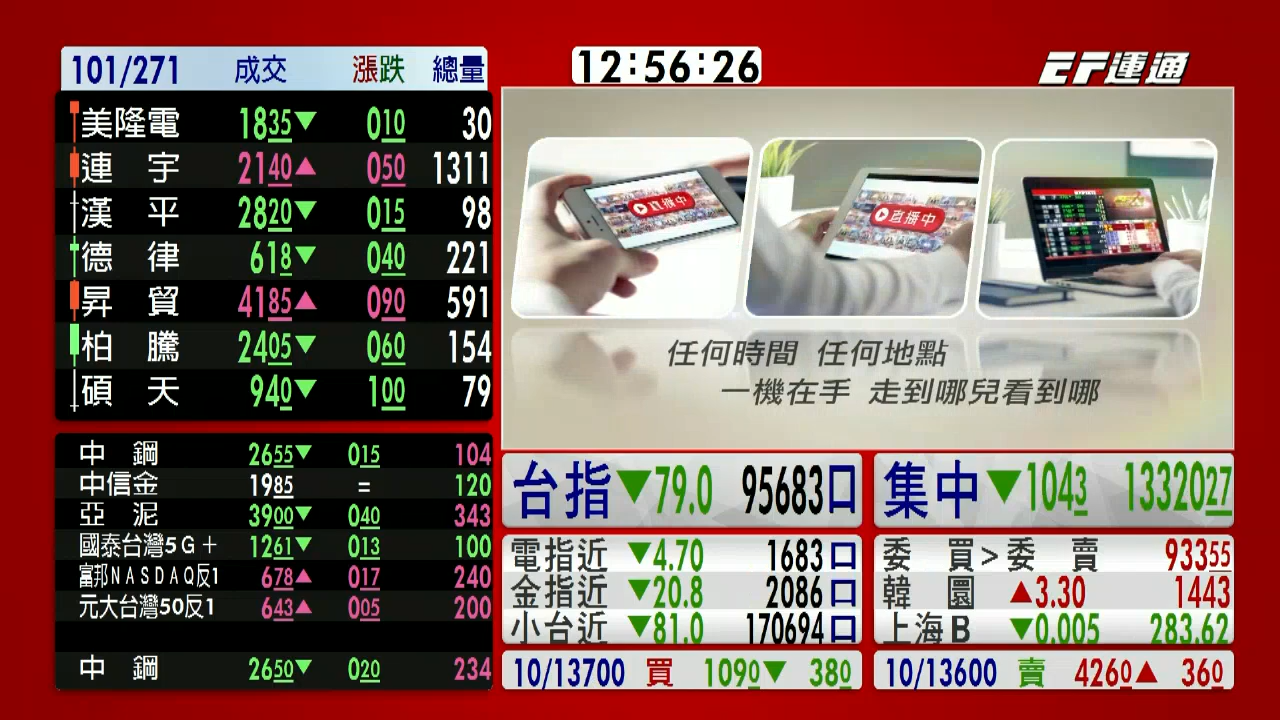 101/271 成交 漲跌 總量
12:56:26
EF運通
美隆電 1835▼ 010 30
連宇 2140▲ 050 1311
漢平 2820▼ 015 98
德律 618▼ 040 221
昇貿 4185▲ 090 591
柏騰 2405▼ 060 154
碩天 940▼ 100 79
直播中
直播中
任何時間 任何地點
一機在手 走到哪兒看到哪
中鋼 2655▼ 015 104
中信金 1985 = 120
亞泥 3900▼ 040 343
國泰台灣5G+ 1261▼ 013 100
富邦NASDAQ反1 678▲ 017 240
元大台灣50反1 643▲ 005 200
中鋼 2650▼ 020 234
台指▼79.0 95683口
電指近 ▼4.70 1683口
金指近 ▼20.8 2086口
小台近 ▼81.0 170694口
10/13700 買 1090▼ 380
集中▼1043 1332027
委買>委賣 93355
韓圜 ▲3.30 1443
上海B ▼0.005 283.62
10/13600 賣 4260▲ 360